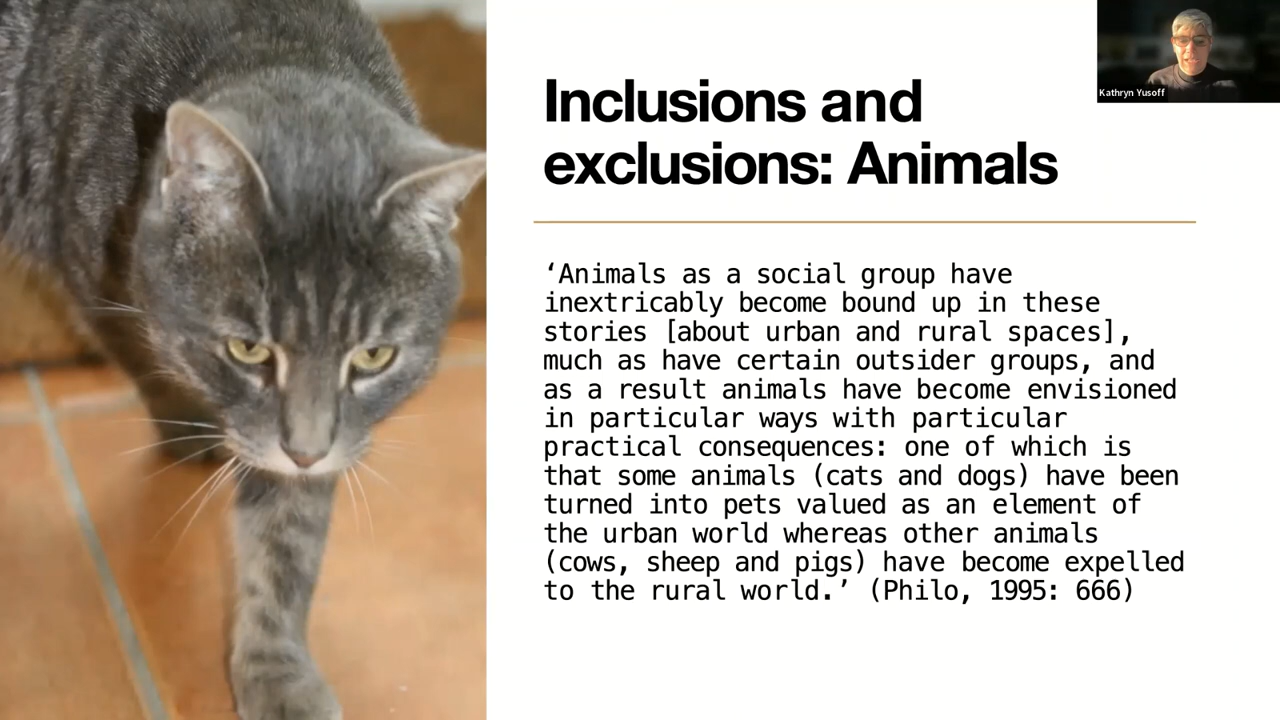 Inclusions and
exclusions: Animals
Kathryn Yusoff
‘Animals as a social group have
inextricably become bound up in these
stories [about urban and rural spaces],
much as have certain outsider groups, and
as a result animals have become envisioned
in particular ways with particular
practical consequences: one of which is
that some animals (cats and dogs) have been
turned into pets valued as an element of
the urban world whereas other animals
(cows, sheep and pigs) have become expelled
to the rural world.’ (Philo, 1995: 666)